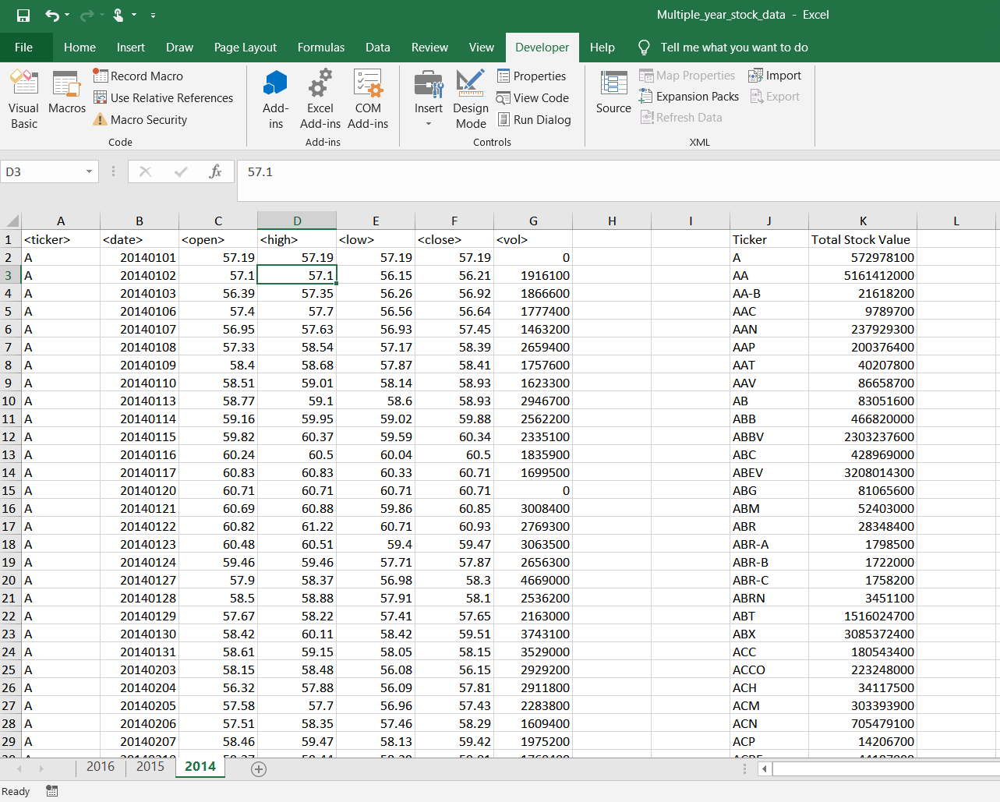 Multiple_year_stock_data - Excel
File Home Insert Draw Page Layout Formulas Data Review View Developer Help Tell me what you want to do
Visual Basic
Macros
Record Macro
Use Relative References
Macro Security
Code
Add-ins
Excel Add-ins
COM Add-ins
Add-ins
Insert
Design Mode
Properties
View Code
Run Dialog
Controls
Source
Map Properties
Expansion Packs
Refresh Data
Import
Export
XML
D3 fx 57.1
A B C D E F G H I J K L
1 <ticker> <date> <open> <high> <low> <close> <vol> Ticker Total Stock Value
2 A 20140101 57.19 57.19 57.19 57.19 0 A 572978100
3 A 20140102 57.1 57.1 56.15 56.21 1916100 AA 5161412000
4 A 20140103 56.39 57.35 56.26 56.92 1866600 AA-B 21618200
5 A 20140106 57.4 57.7 56.56 56.64 1777400 AAC 9789700
6 A 20140107 56.95 57.63 56.93 57.45 1463200 AAN 237929300
7 A 20140108 57.33 58.54 57.17 58.39 2659400 AAP 200376400
8 A 20140109 58.4 58.68 57.87 58.41 1757600 AAT 40207800
9 A 20140110 58.51 59.01 58.14 58.93 1623300 AAV 86658700
10 A 20140113 58.77 59.1 58.6 58.93 2946700 AB 83051600
11 A 20140114 59.16 59.95 59.02 59.88 2562200 ABB 466820000
12 A 20140115 59.82 60.37 59.59 60.34 2335100 ABBV 2303237600
13 A 20140116 60.24 60.5 60.04 60.5 1835900 ABC 428969000
14 A 20140117 60.83 60.83 60.33 60.71 1699500 ABEV 3208014300
15 A 20140120 60.71 60.71 60.71 60.71 0 ABG 81065600
16 A 20140121 60.69 60.88 59.86 60.85 3008400 ABM 52403000
17 A 20140122 60.82 61.22 60.71 60.93 2769300 ABR 28348400
18 A 20140123 60.48 60.51 59.4 59.47 3063500 ABR-A 1798500
19 A 20140124 59.46 59.46 57.71 57.87 2656300 ABR-B 1722000
20 A 20140127 57.9 58.37 56.98 58.3 4669000 ABR-C 1758200
21 A 20140128 58.5 58.88 57.91 58.1 2536200 ABRN 3451100
22 A 20140129 57.67 58.22 57.41 57.65 2163000 ABT 1516024700
23 A 20140130 58.42 60.11 58.42 59.51 3743100 ABX 3085372400
24 A 20140131 58.61 59.15 58.05 58.15 3529000 ACC 180543400
25 A 20140203 58.15 58.48 56.08 56.15 2929200 ACCO 223248000
26 A 20140204 56.32 57.88 56.09 57.81 2911800 ACH 34117500
27 A 20140205 57.58 57.7 56.96 57.43 2283800 ACM 303393900
28 A 20140206 57.51 58.35 57.46 58.29 1609400 ACN 705479100
29 A 20140207 58.46 59.47 58.13 59.42 1975200 ACP 14206700
2016 2015 2014
Ready